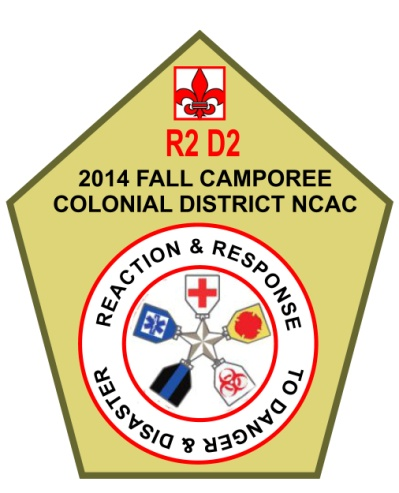 R2 D2
2014 FALL CAMPOREE
COLONIAL DISTRICT NCAC
REACTION & RESPONSE
TO DANGER & DISASTER